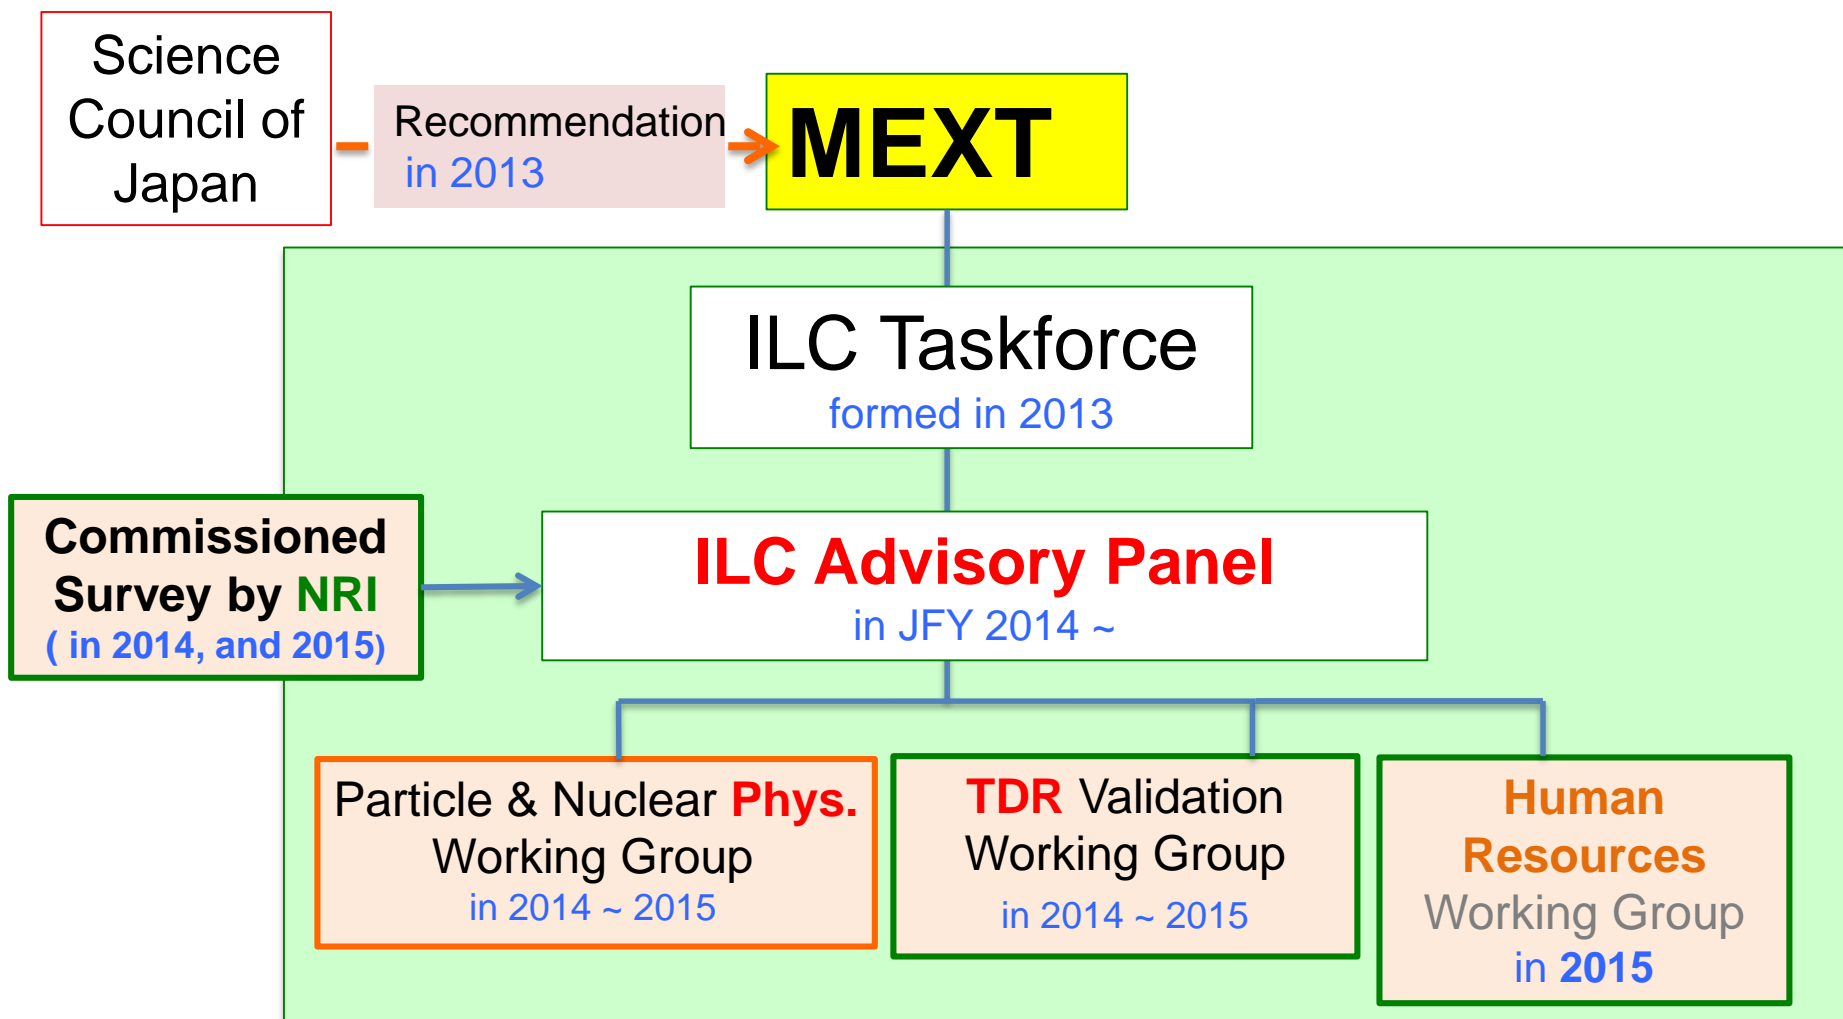 Science
Council of
Japan
Recommendation
in 2013
MEXT
ILC Taskforce
formed in 2013
Commissioned
Survey by NRI
( in 2014, and 2015)
ILC Advisory Panel
in JFY 2014 ~
Particle & Nuclear Phys.
Working Group
in 2014 ~ 2015
TDR Validation
Working Group
in 2014 ~ 2015
Human
Resources
Working Group
in 2015